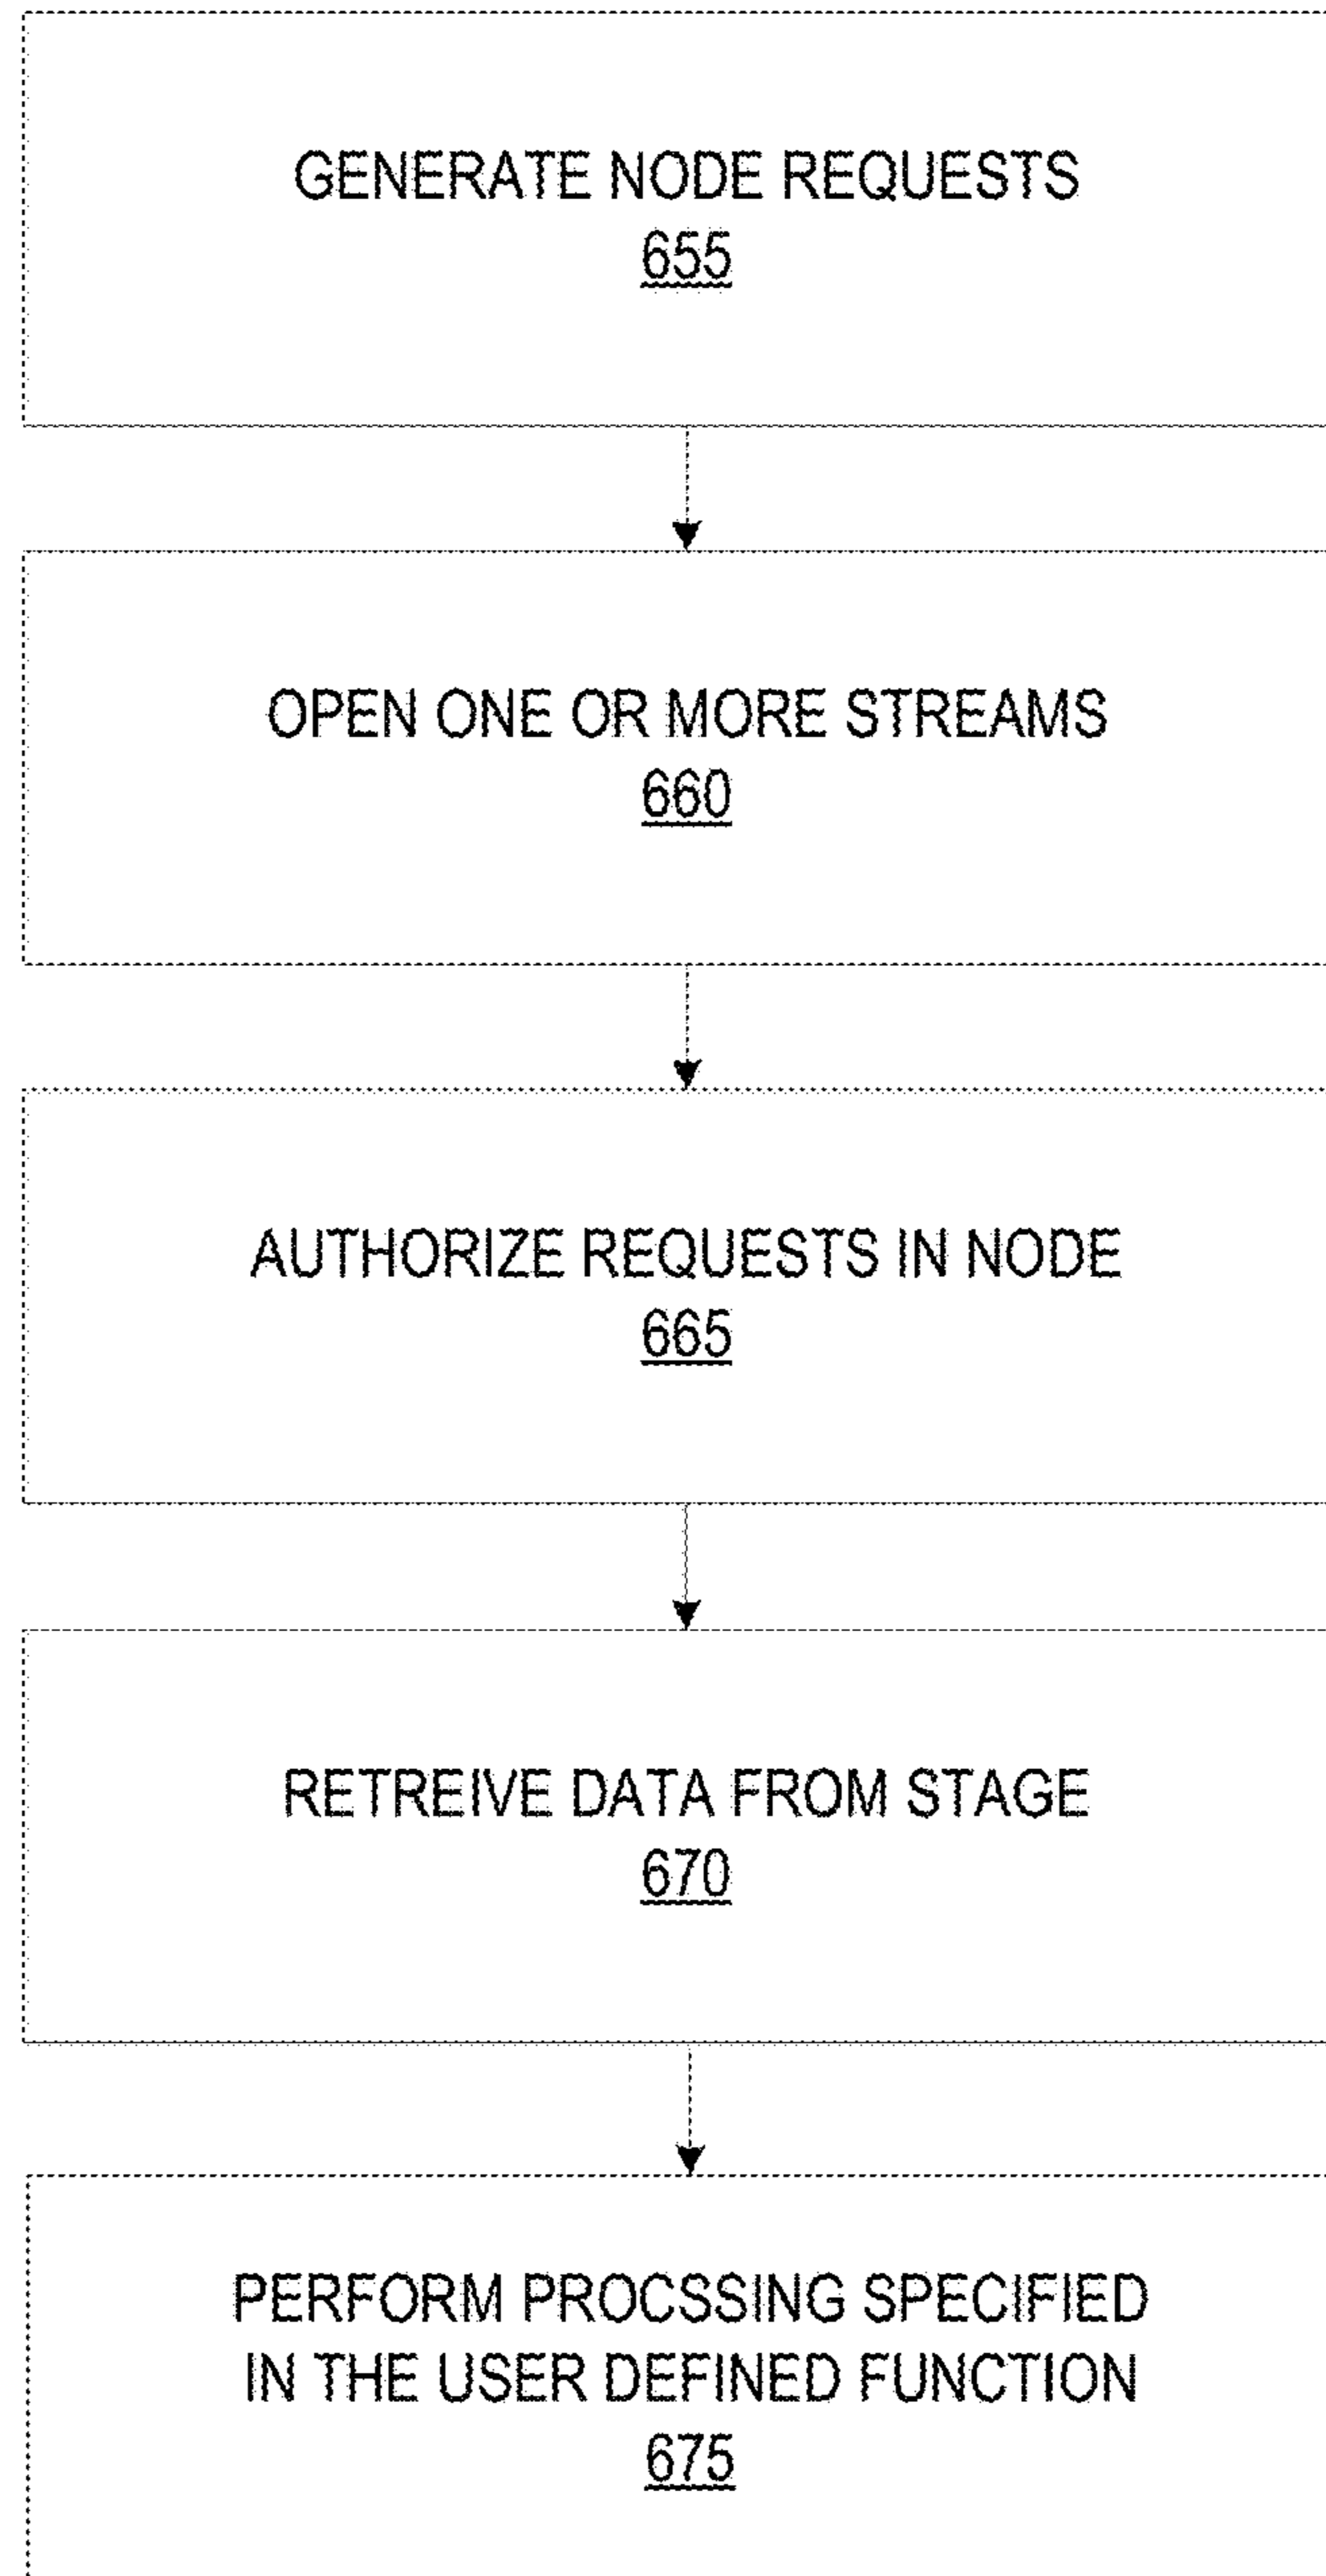 GENERATE NODE REQUESTS
655
OPEN ONE OR MORE STREAMS
660
AUTHORIZE REQUESTS IN NODE
665
RETREIVE DATA FROM STAGE
670
PERFORM PROCSSING SPECIFIED
IN THE USER DEFINED FUNCTION
675